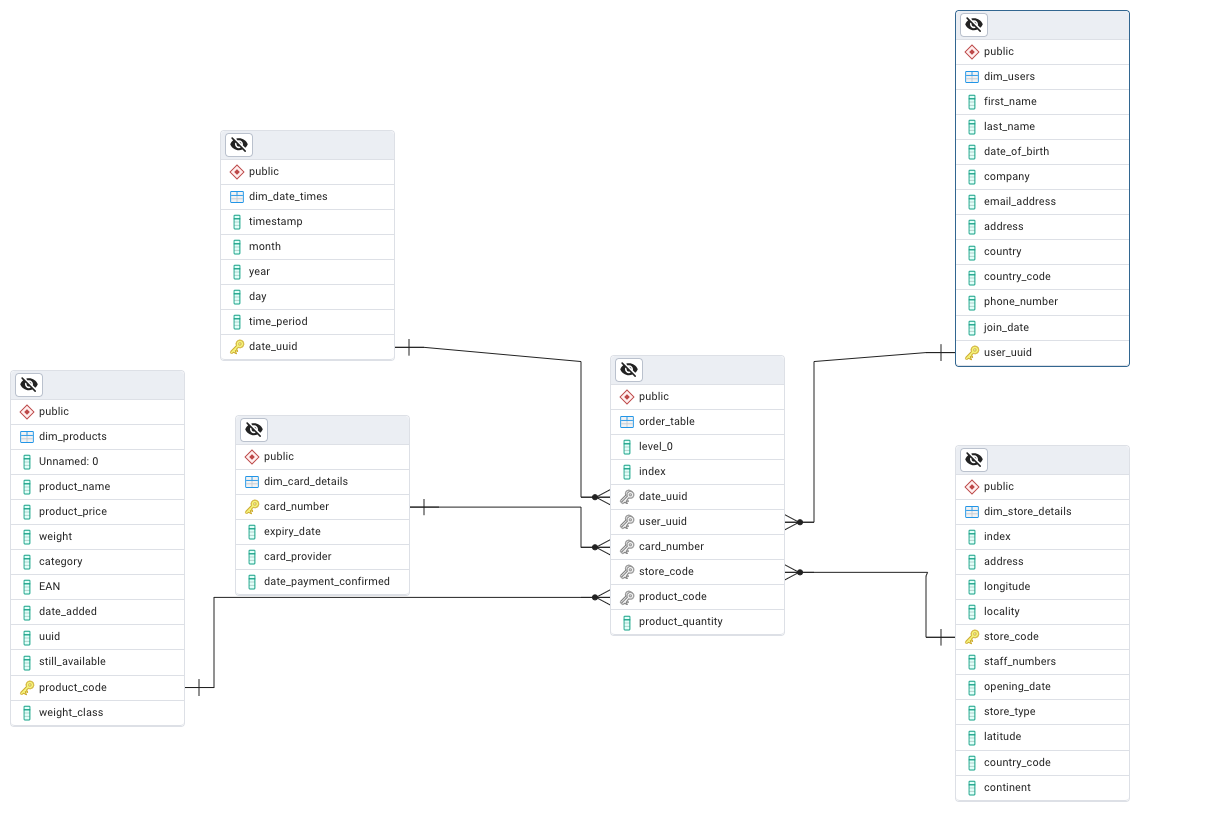 public
dim_users
first_name
last_name
date_of_birth
company
email_address
address
country
country_code
phone_number
join_date
user_uuid
public
dim_date_times
timestamp
month
year
day
time_period
date_uuid
public
dim_products
Unnamed: 0
product_name
product_price
weight
category
EAN
date_added
uuid
still_available
product_code
weight_class
public
dim_card_details
card_number
expiry_date
card_provider
date_payment_confirmed
public
order_table
level_0
index
date_uuid
user_uuid
card_number
store_code
product_code
product_quantity
public
dim_store_details
index
address
longitude
locality
store_code
staff_numbers
opening_date
store_type
latitude
country_code
continent